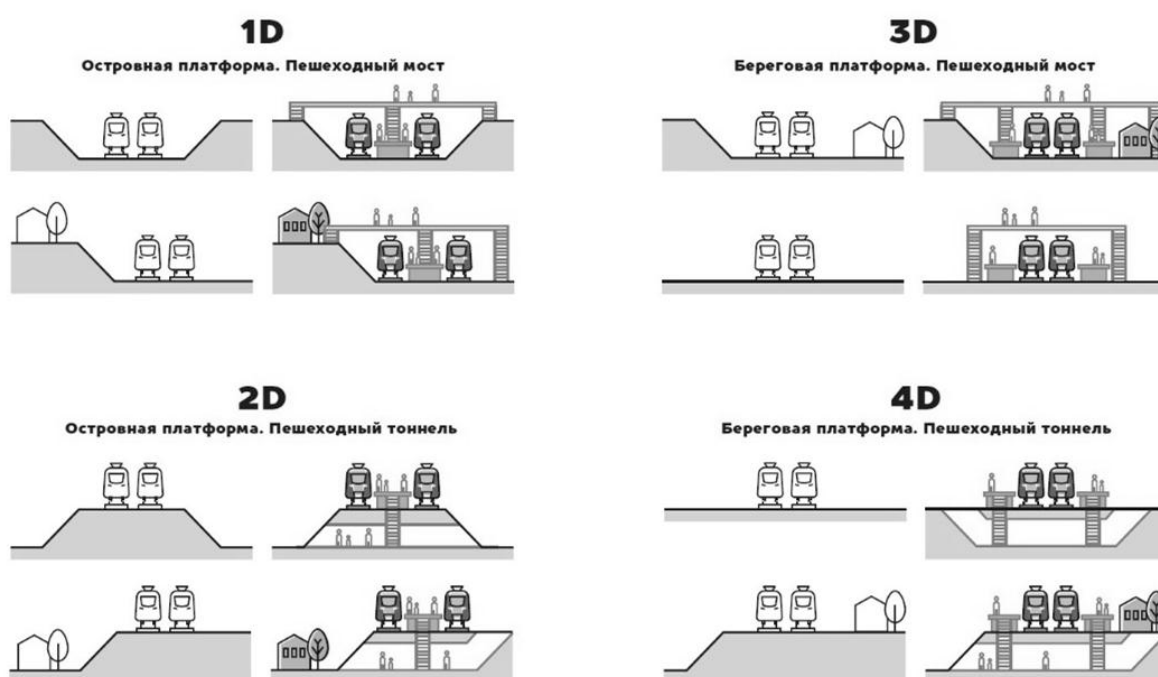 1D
Островная платформа. Пешеходный мост
3D
Береговая платформа. Пешеходный мост
2D
Островная платформа. Пешеходный тоннель
4D
Береговая платформа. Пешеходный тоннель